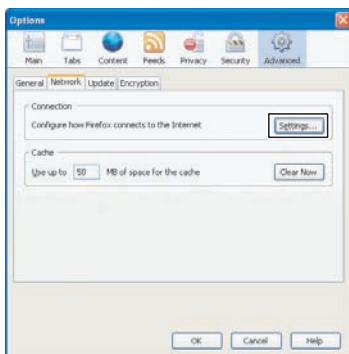 Options
Main Tabs Content Feeds Privacy Security Advanced
General Network Update Encryption
Connection
Configure how Firefox connects to the Internet Settings...
Cache
Use up to 50 MB of space for the cache Clear Now
OK Cancel Help